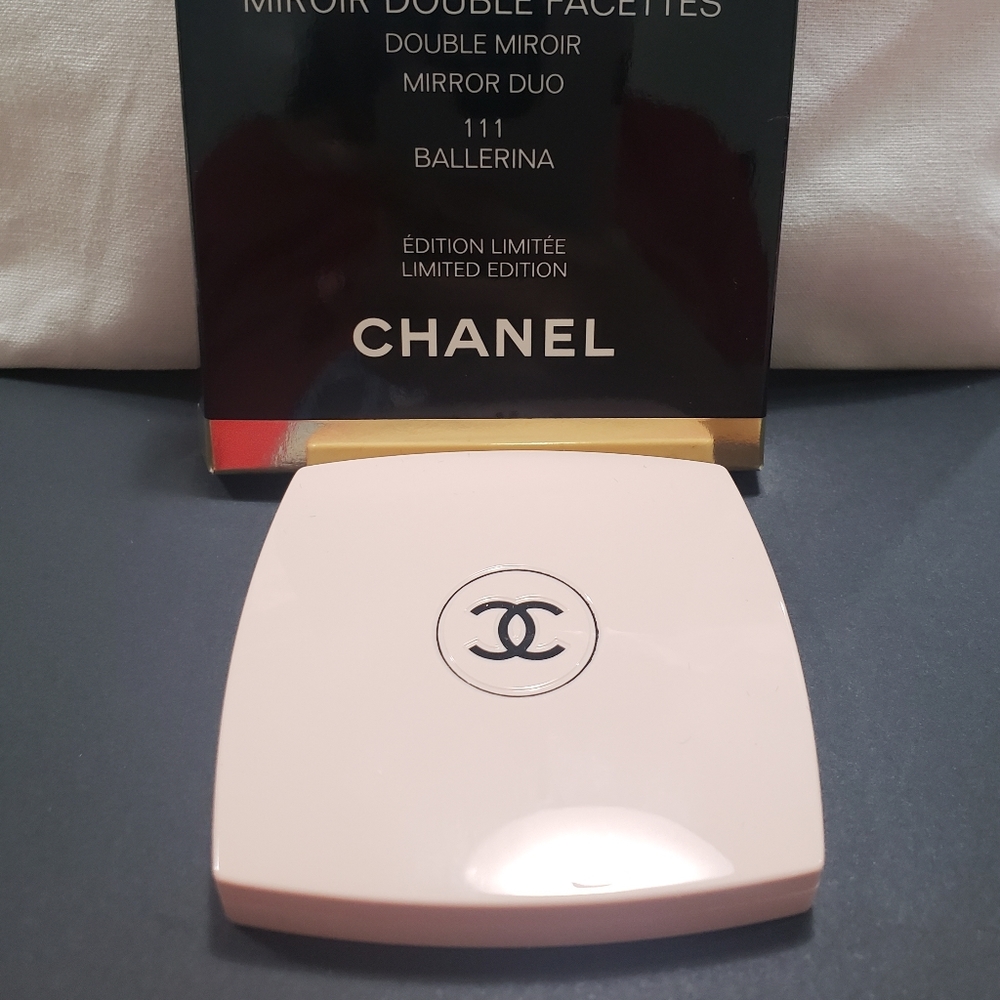 MIROIR DOUBLE FACETTES
DOUBLE MIROIR
MIRROR DUO
111
BALLERINA
ÉDITION LIMITÉE
LIMITED EDITION
CHANEL